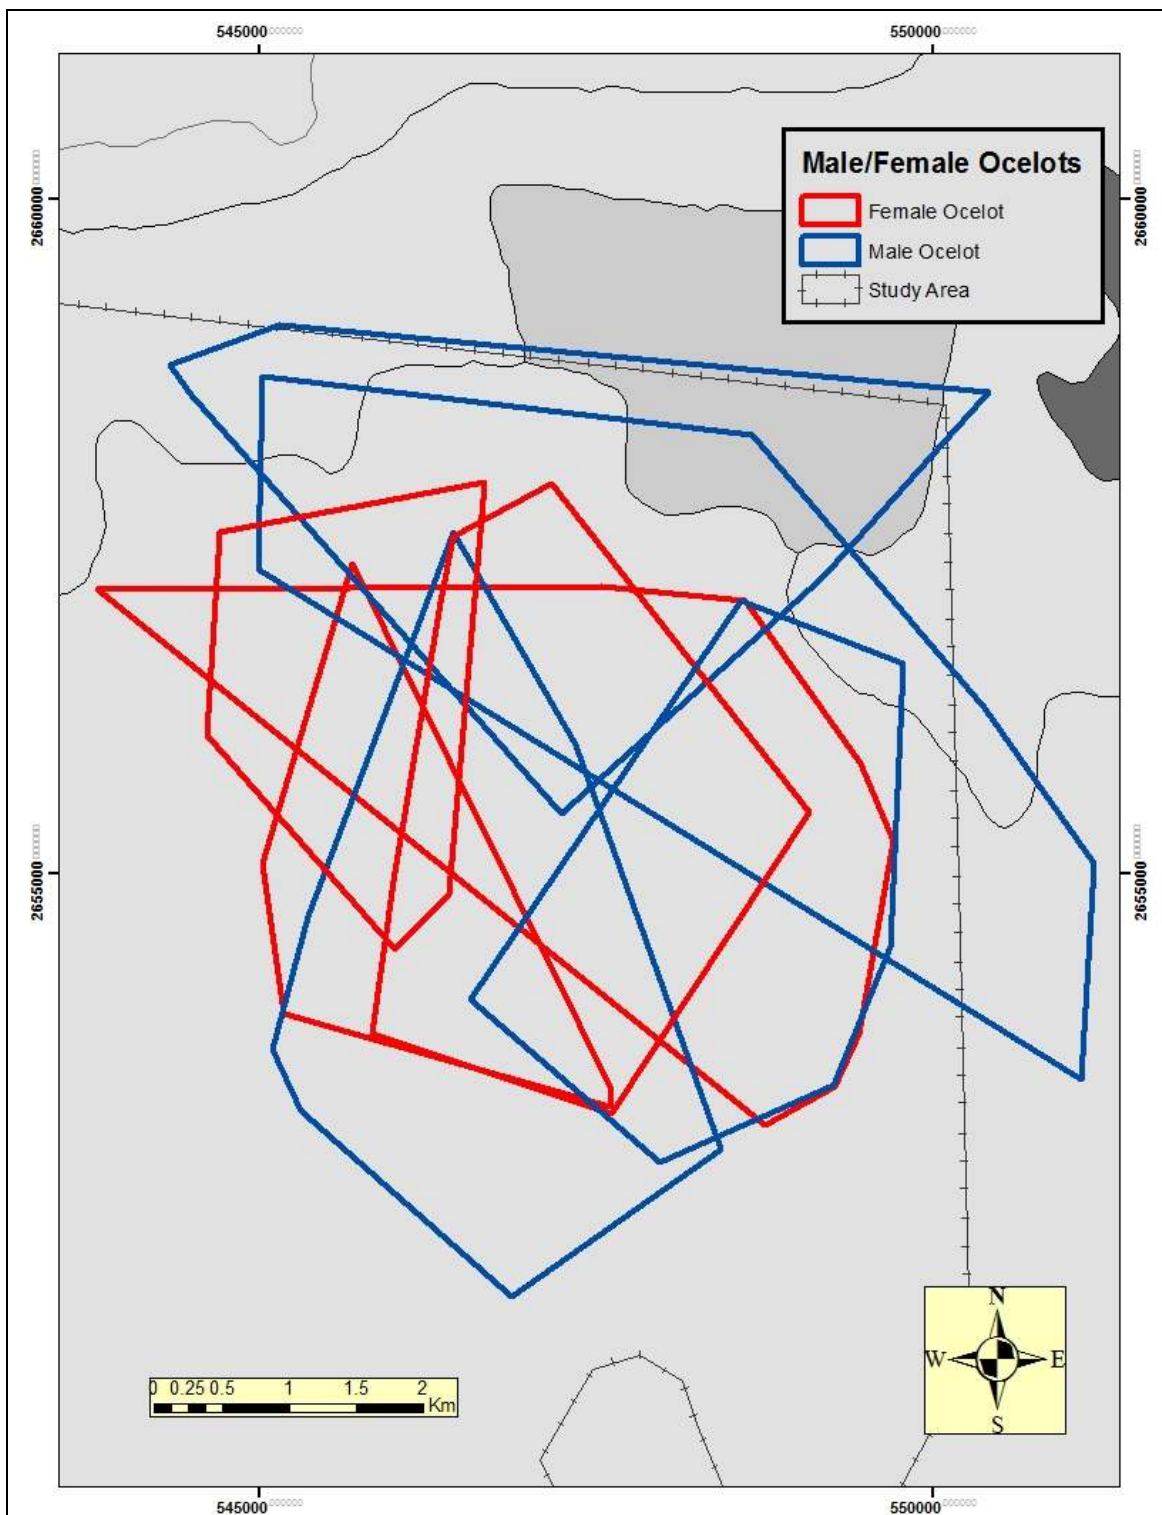 545000 550000
Male/Female Ocelots
Female Ocelot
Male Ocelot
Study Area
2660000
2660000
2655000
2655000
N
W E
S
0 0.25 0.5 1 1.5 2
Km
545000 550000